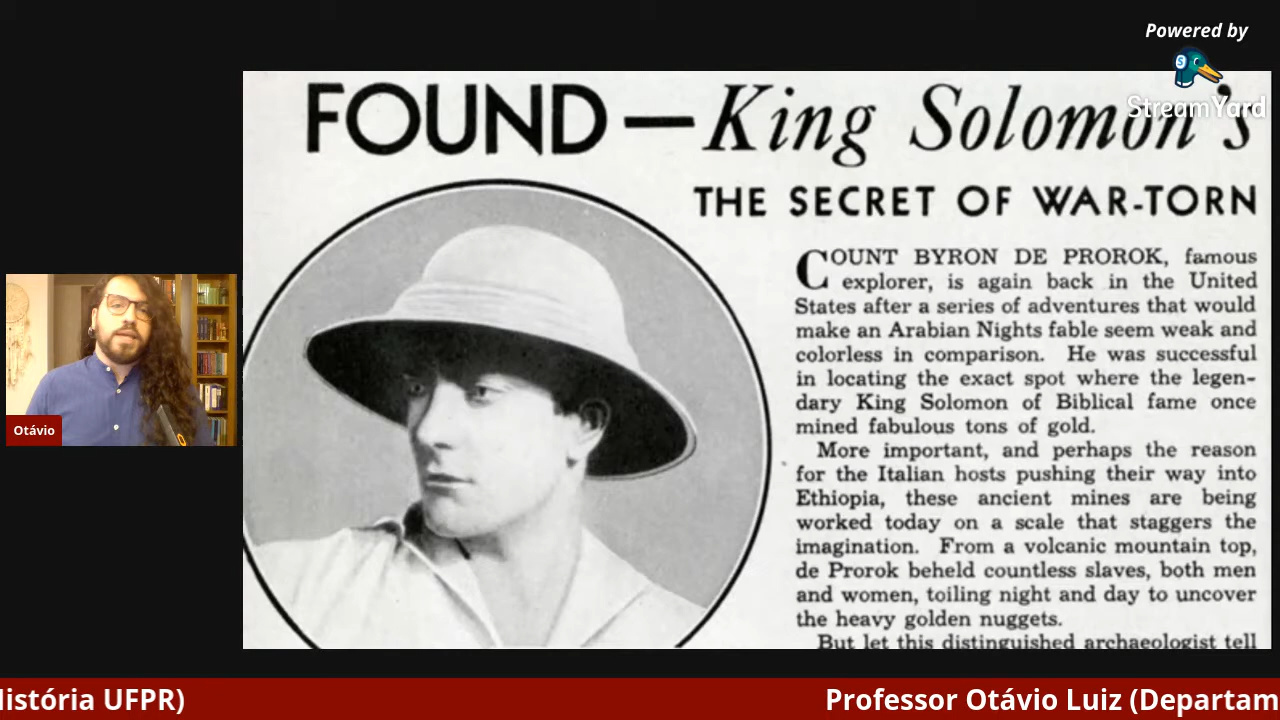 Powered by
StreamYard
FOUND—King Solomon's
THE SECRET OF WAR-TORN
COUNT BYRON DE PROROK, famous
explorer, is again back in the United
States after a series of adventures that would
make an Arabian Nights fable seem weak and
colorless in comparison. He was successful
in locating the exact spot where the legen-
dary King Solomon of Biblical fame once
mined fabulous tons of gold.
More important, and perhaps the reason
for the Italian hosts pushing their way into
Ethiopia, these ancient mines are being
worked today on a scale that staggers the
imagination. From a volcanic mountain top,
de Prorok beheld countless slaves, both men
and women, toiling night and day to uncover
the heavy golden nuggets.
But let this distinguished archaeologist tell
Otávio
História UFPR)
Professor Otávio Luiz (Departam